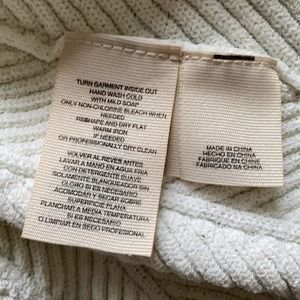 TURN GARMENT INSIDE OUT
HAND WASH COLD
WITH MILD SOAP
ONLY NON-CHLORINE BLEACH WHEN
NEEDED
RESHAPE AND DRY FLAT
WARM IRON
IF NEEDED
OR PROFESSIONALLY DRY CLEAN
VOLVER AL REVES ANTES
LAVAR A MANO EN AGUA FRIA
CON DETERGENTE SUAVE
SOLAMENTE BLANQUEADOR SIN
CLORO SI ES NECESARIO
ACOMODAR Y SECAR SOBRE
SUPERFICIE PLANA
PLANCHAR A MEDIA TEMPERATURA
SI ES NECESARIO
O LIMPIAR EN SECO PROFESIONAL
MADE IN CHINA
HECHO EN CHINA
FABRIQUE EN CHINE
FABRICADO NA CHINA